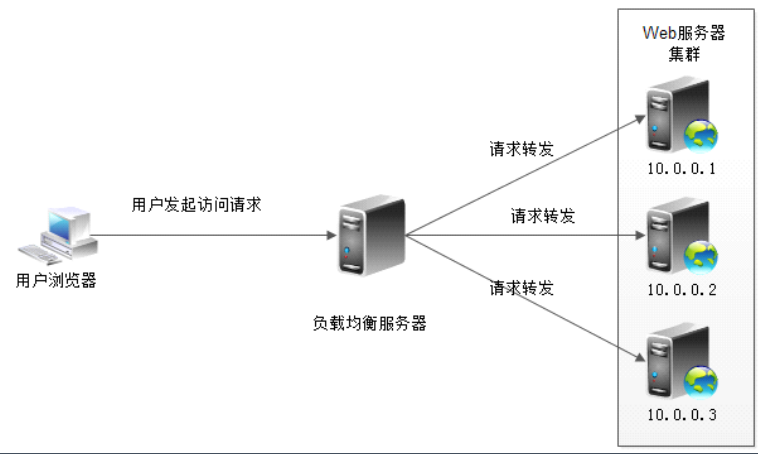 Web服务器
集群
请求转发
10.0.0.1
用户发起访问请求
请求转发
用户浏览器
10.0.0.2
请求转发
负载均衡服务器
10.0.0.3